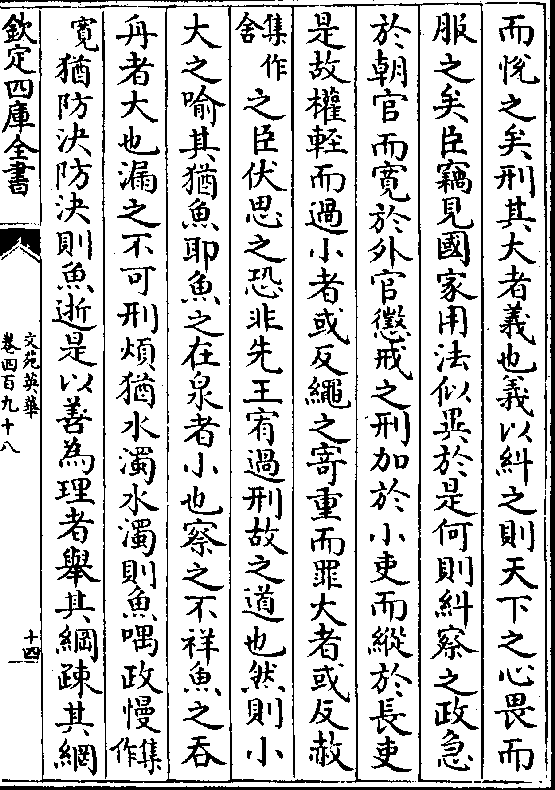 而悅之矣刑其大者義也義以糾之則天下之心畏而
服之矣臣竊見國家用法似異於是何則糾察之政急
於朝官而寛於外官懲戒之刑加於小吏而縱於長吏
是故權輕而過小者或反繩之寄重而罪大者或反赦
集作舍之臣伏思之恐非先王宥過刑故之道也然則小
大之喻其猶魚耶魚之在泉者小也察之不祥魚之吞
舟者大也漏之不可刑煩猶水濁水濁則魚喁政慢集作
寛猶防決防決則魚逝是以善為理者舉其綱疎其網
欽定四庫全書
文苑英華
卷四百九十八
十四